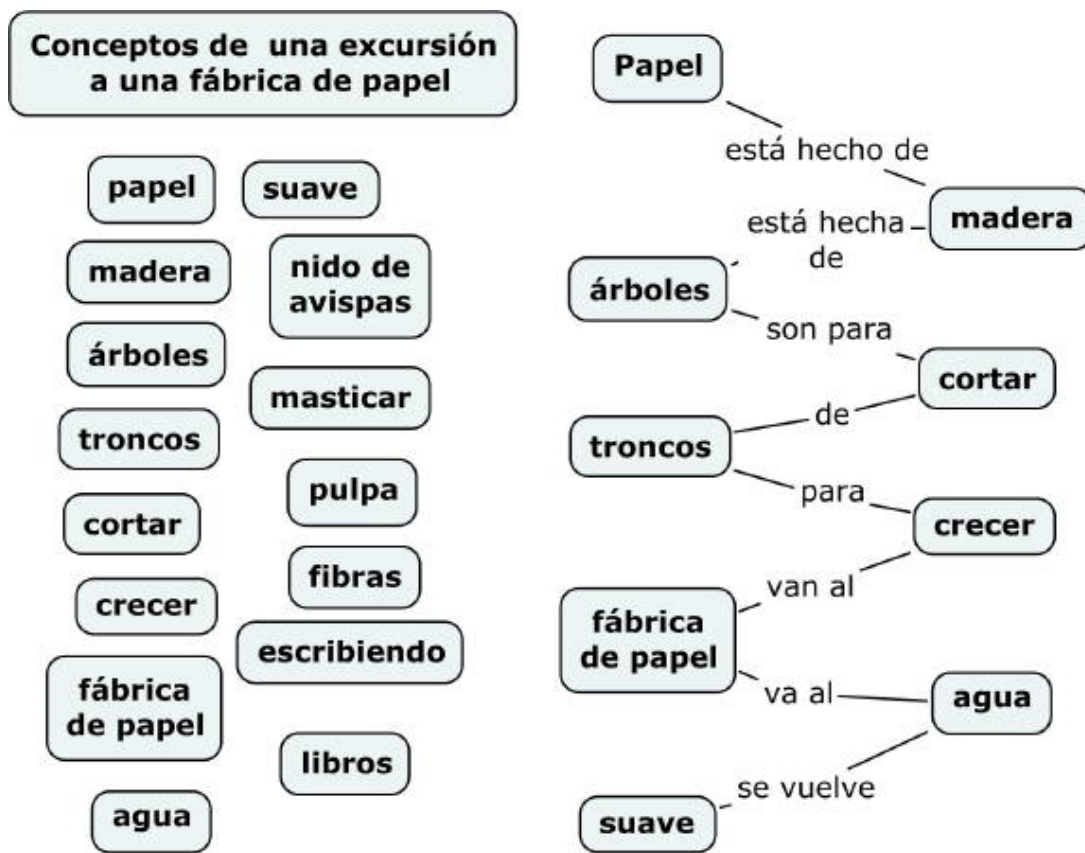 Conceptos de una excursión
a una fábrica de papel
papel
suave
madera
nido de
avispas
árboles
masticar
troncos
pulpa
cortar
fibras
crecer
escribiendo
fábrica
de papel
libros
agua
Papel
está hecho de
madera
está hecha
de
árboles
son para
cortar
de
troncos
para
crecer
van al
fábrica
de papel
va al
agua
se vuelve
suave